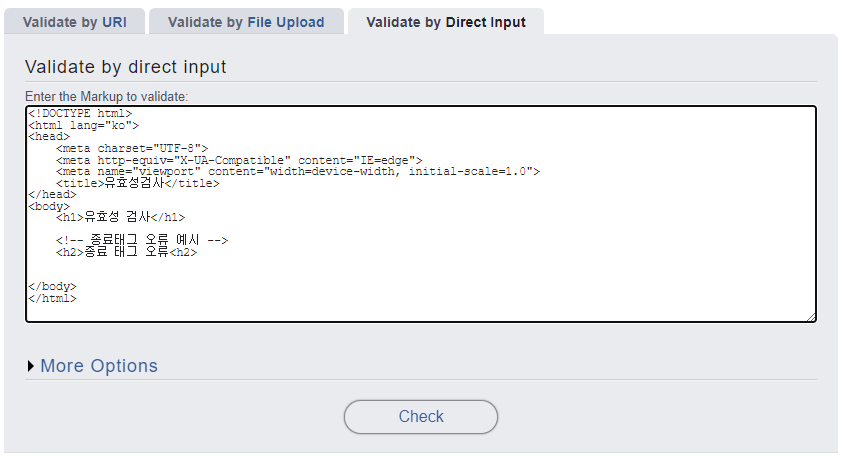 Validate by URI
Validate by File Upload
Validate by Direct Input
Validate by direct input
Enter the Markup to validate:
<!DOCTYPE html>
<html lang="ko">
<head>
    <meta charset="UTF-8">
    <meta http-equiv="X-UA-Compatible" content="IE=edge">
    <meta name="viewport" content="width=device-width, initial-scale=1.0">
    <title>유효성검사</title>
</head>
<body>
    <h1>유효성 검사</h1>
    <!-- 종료태그 오류 예시 -->
    <h2>종료 태그 오류<h2>
</body>
</html>
More Options
Check